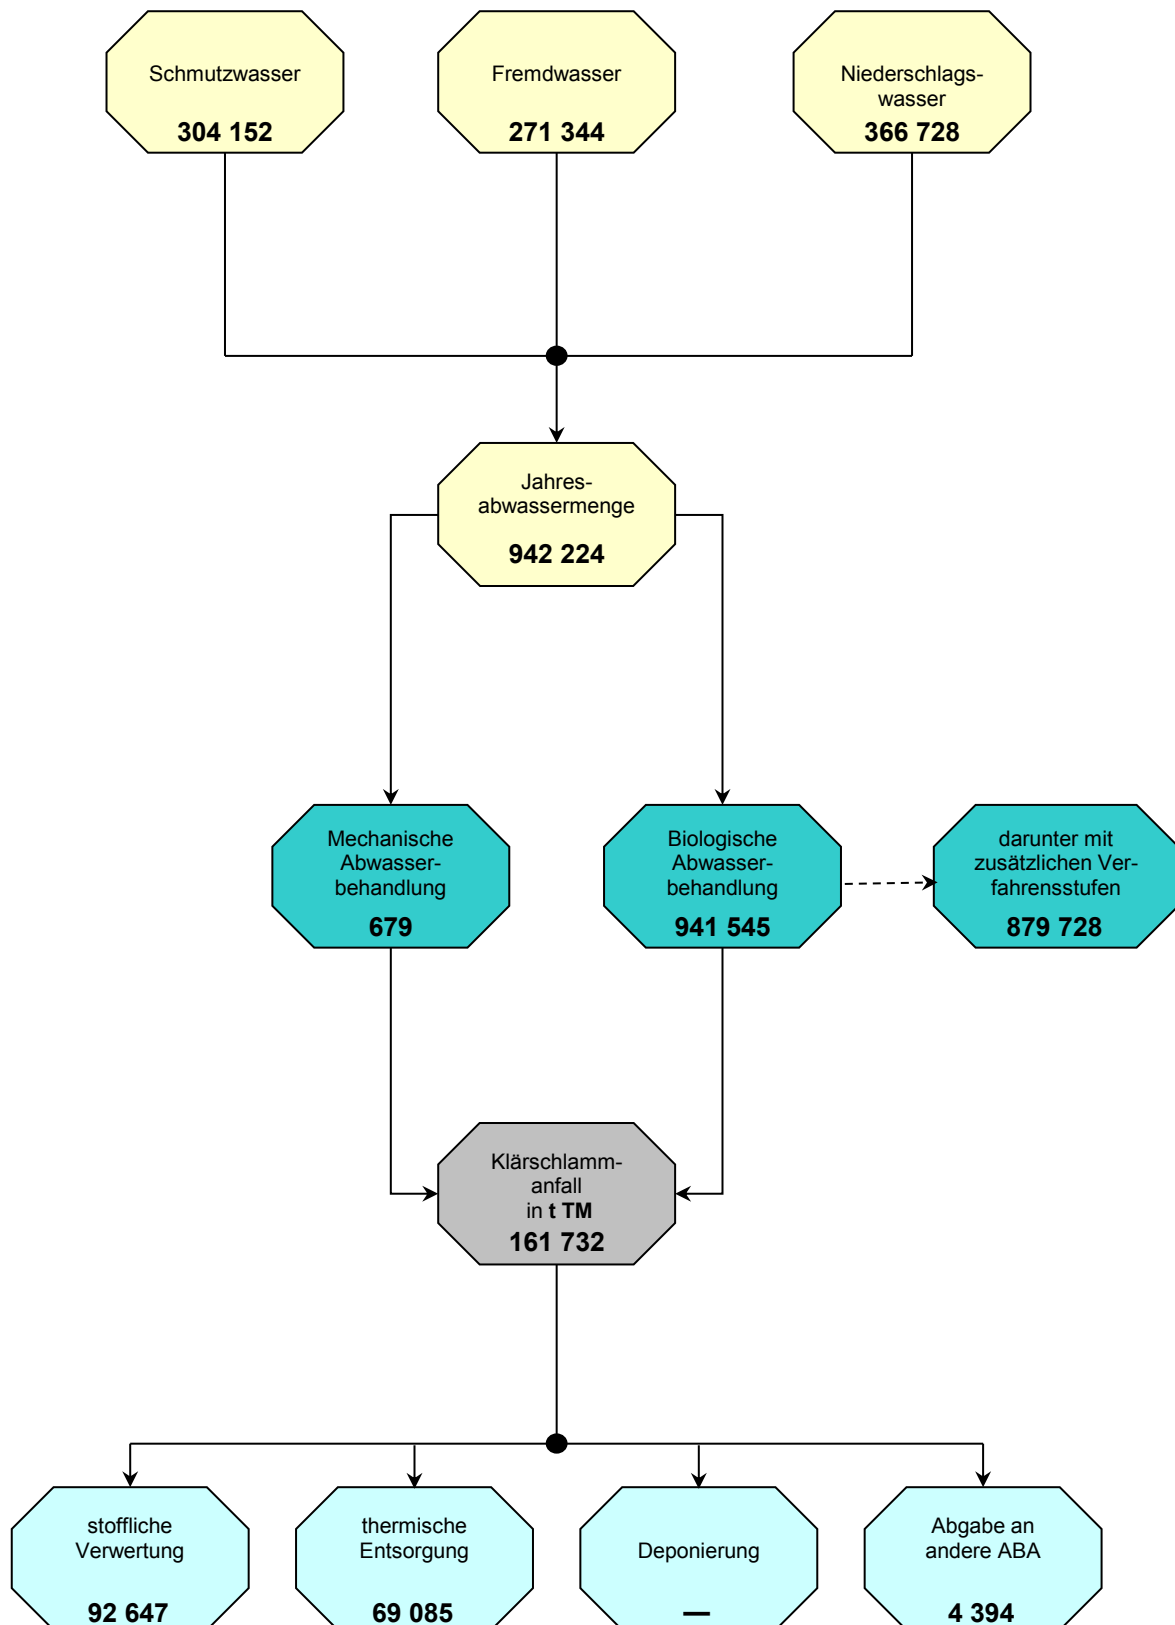 Schmutzwasser
304 152
Fremdwasser
271 344
Niederschlags-
wasser
366 728
Jahres-
abwassermenge
942 224
Mechanische
Abwasser-
behandlung
679
Biologische
Abwasser-
behandlung
941 545
darunter mit
zusätzlichen Ver-
fahrensstufen
879 728
Klärschlamm-
anfall
in t TM
161 732
stoffliche
Verwertung
92 647
thermische
Entsorgung
69 085
Deponierung
—
Abgabe an
andere ABA
4 394